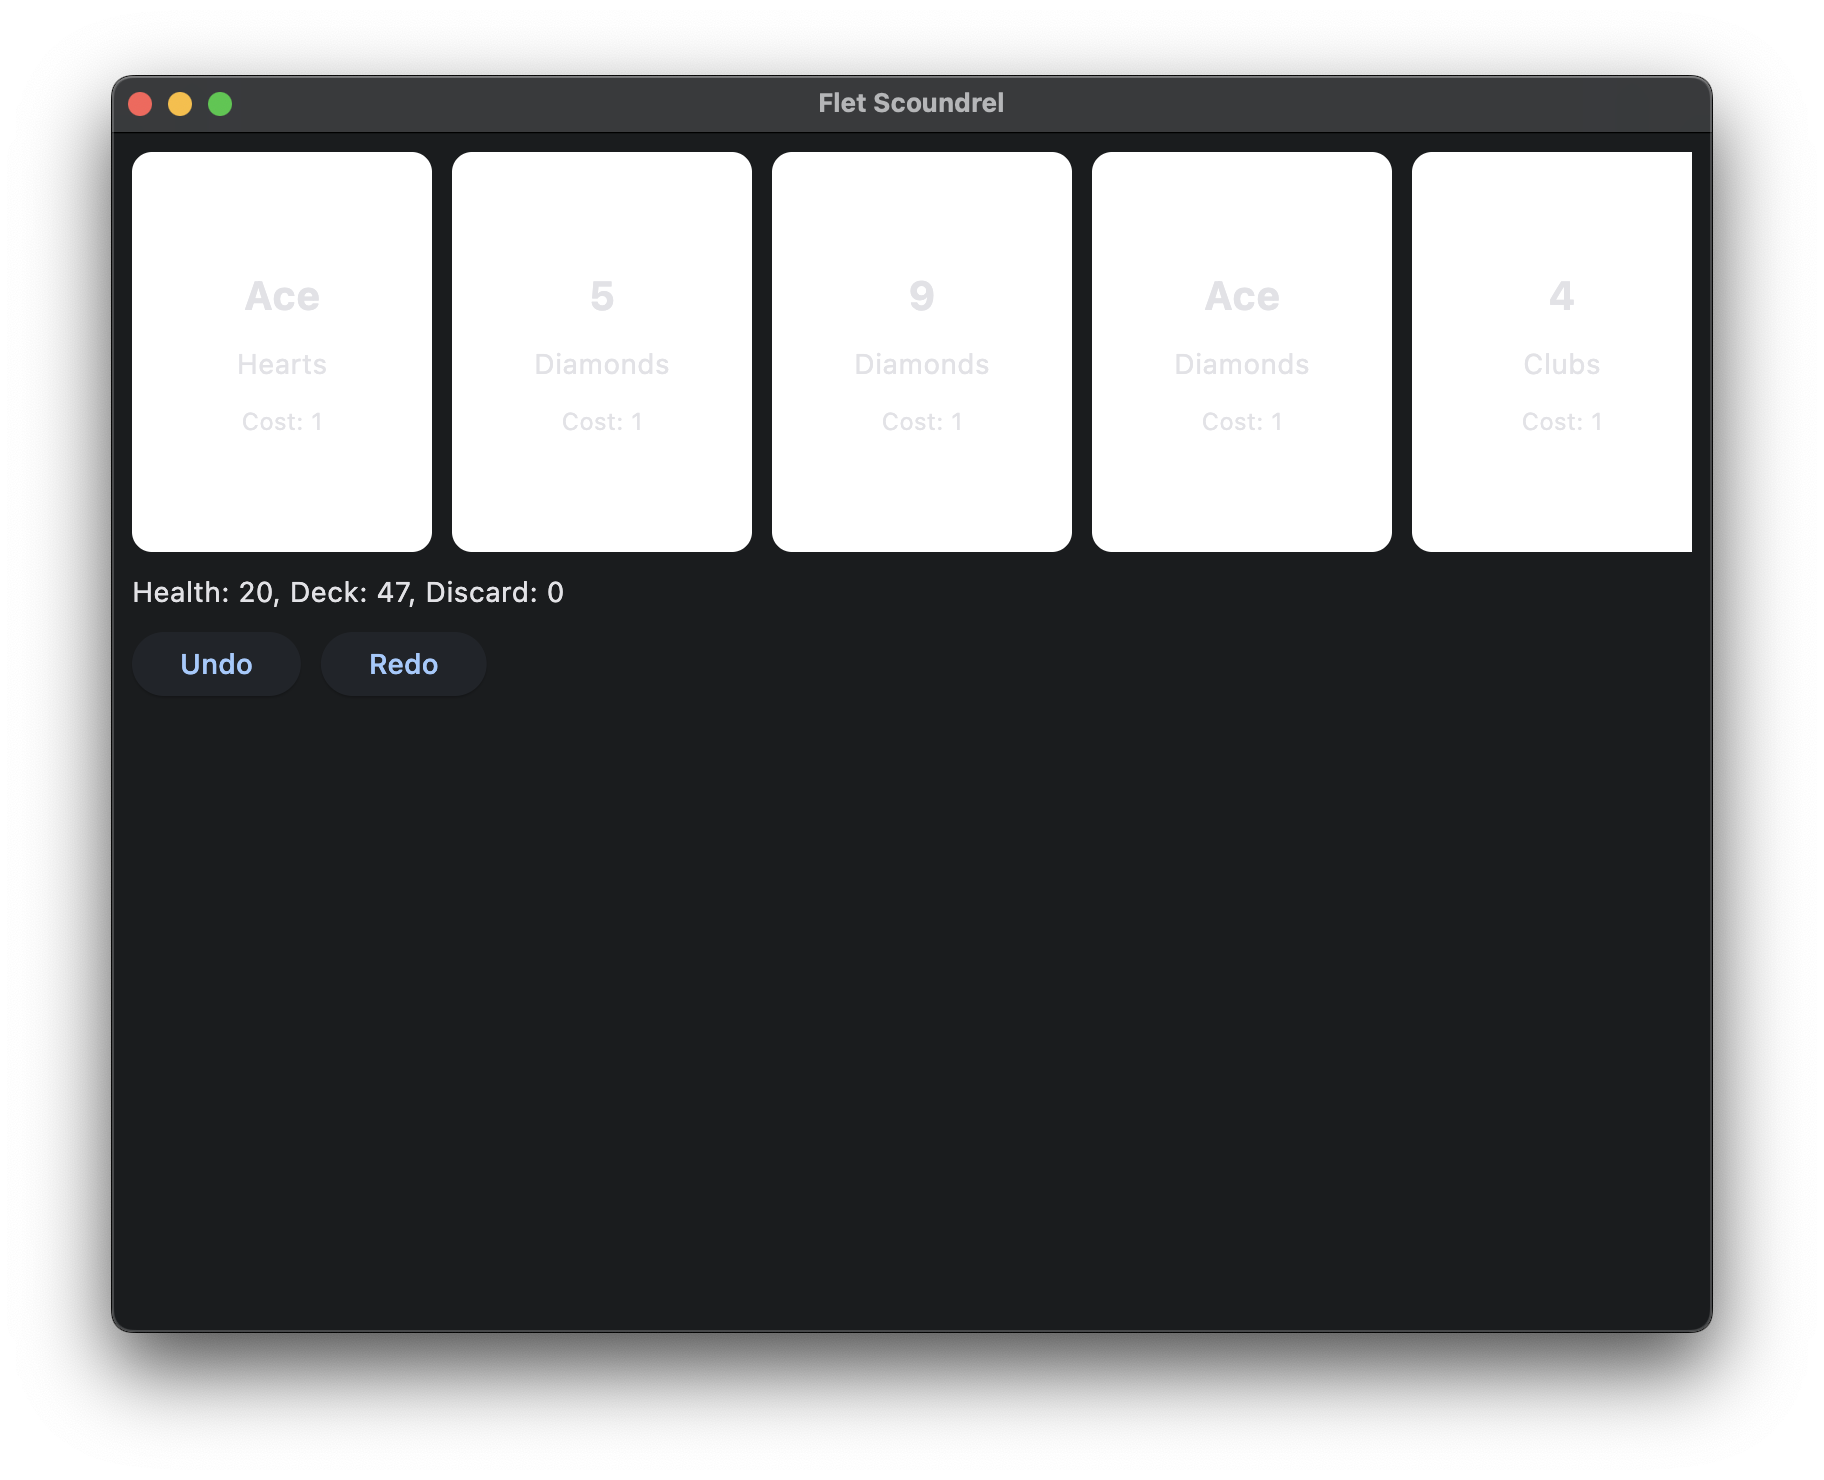 Flet Scoundrel
Ace
Hearts
Cost: 1
5
Diamonds
Cost: 1
9
Diamonds
Cost: 1
Ace
Diamonds
Cost: 1
4
Clubs
Cost: 1
Health: 20, Deck: 47, Discard: 0
Undo
Redo